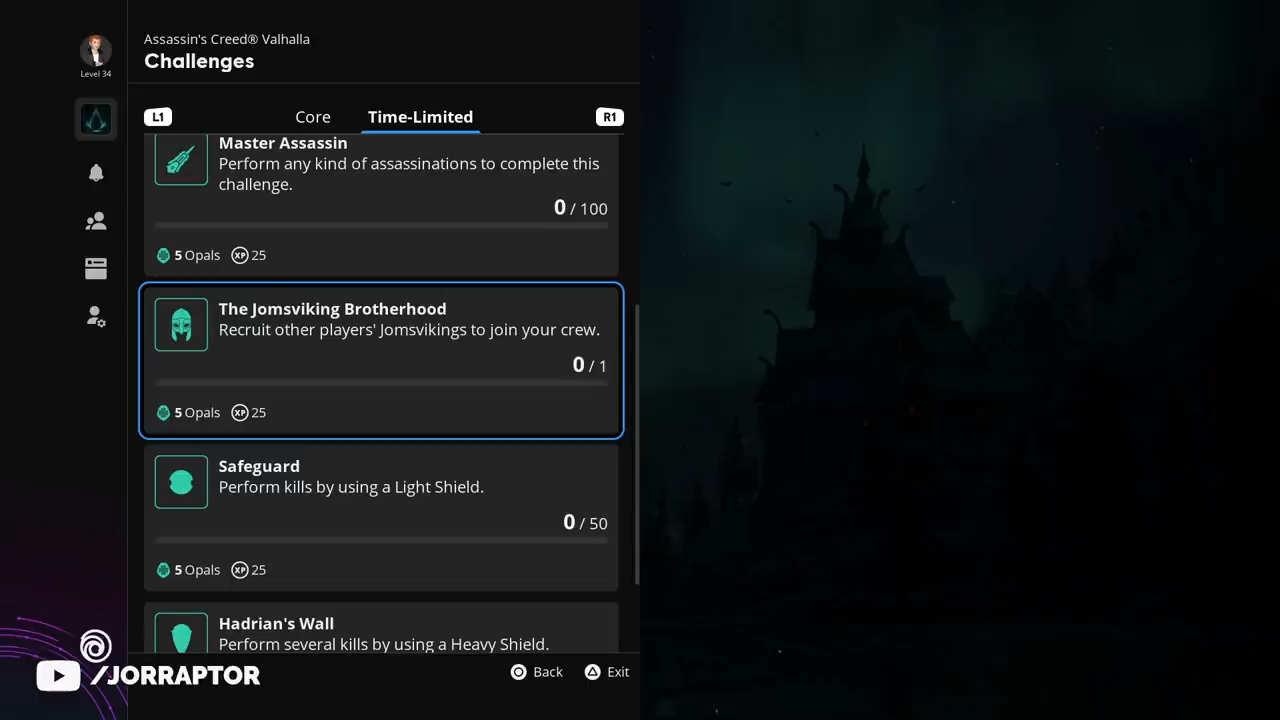 Assassin's Creed® Valhalla
Challenges
Level 34
L1
Core
Time-Limited
R1
Master Assassin
Perform any kind of assassinations to complete this
challenge.
0 / 100
5 Opals XP 25
The Jomsviking Brotherhood
Recruit other players' Jomsvikings to join your crew.
0 / 1
5 Opals XP 25
Safeguard
Perform kills by using a Light Shield.
0 / 50
5 Opals XP 25
Hadrian's Wall
Perform several kills by using a Heavy Shield.
Back
Exit
/JORRAPTOR